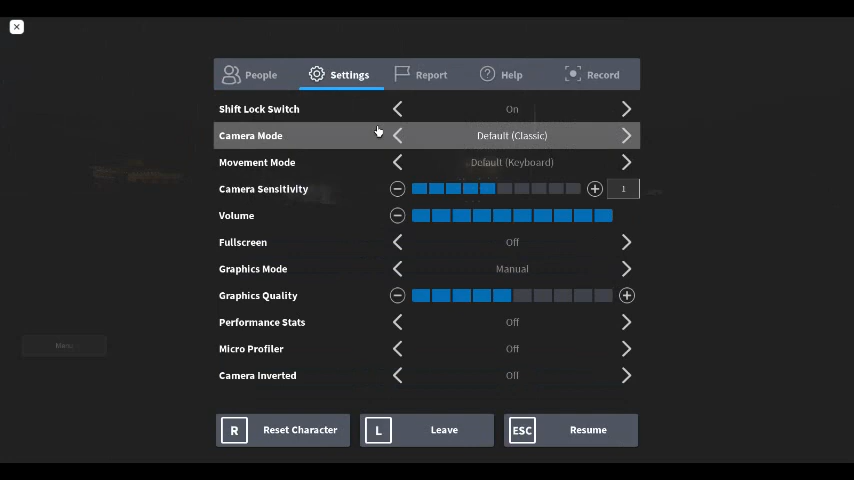 People Settings Report Help Record
Shift Lock Switch On
Camera Mode Default (Classic)
Movement Mode Default (Keyboard)
Camera Sensitivity 1
Volume
Fullscreen Off
Graphics Mode Manual
Graphics Quality
Performance Stats Off
Menu
Micro Profiler Off
Camera Inverted Off
R Reset Character L Leave ESC Resume